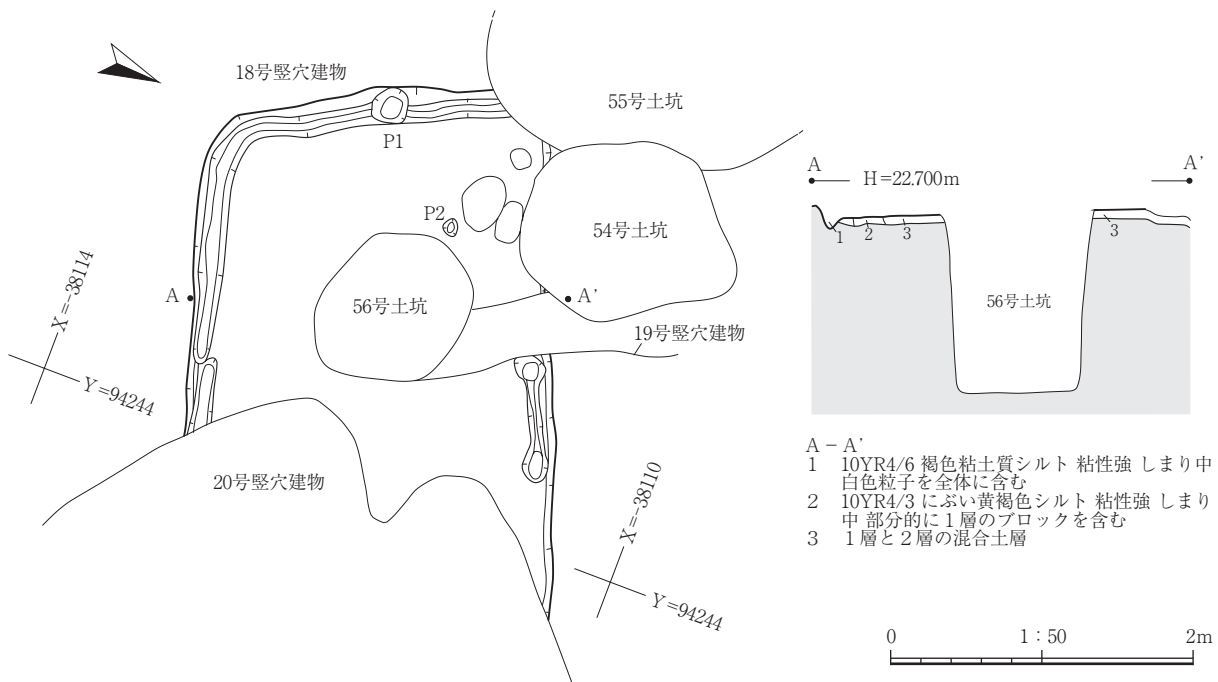 18号竪穴建物
55号土坑
P1
P2
54号土坑
A
A'
56号土坑
19号竪穴建物
X=-38114
Y=94244
20号竪穴建物
X=-38110
Y=94244
A
H=22.700m
A'
1
2
3
3
56号土坑
A－A'
1 10YR4/6 褐色粘土質シルト 粘性強 しまり中
白色粒子を全体に含む
2 10YR4/3 にぶい黄褐色シルト 粘性強 しまり
中 部分的に1層のブロックを含む
3 1層と2層の混合土層
0 1：50 2m